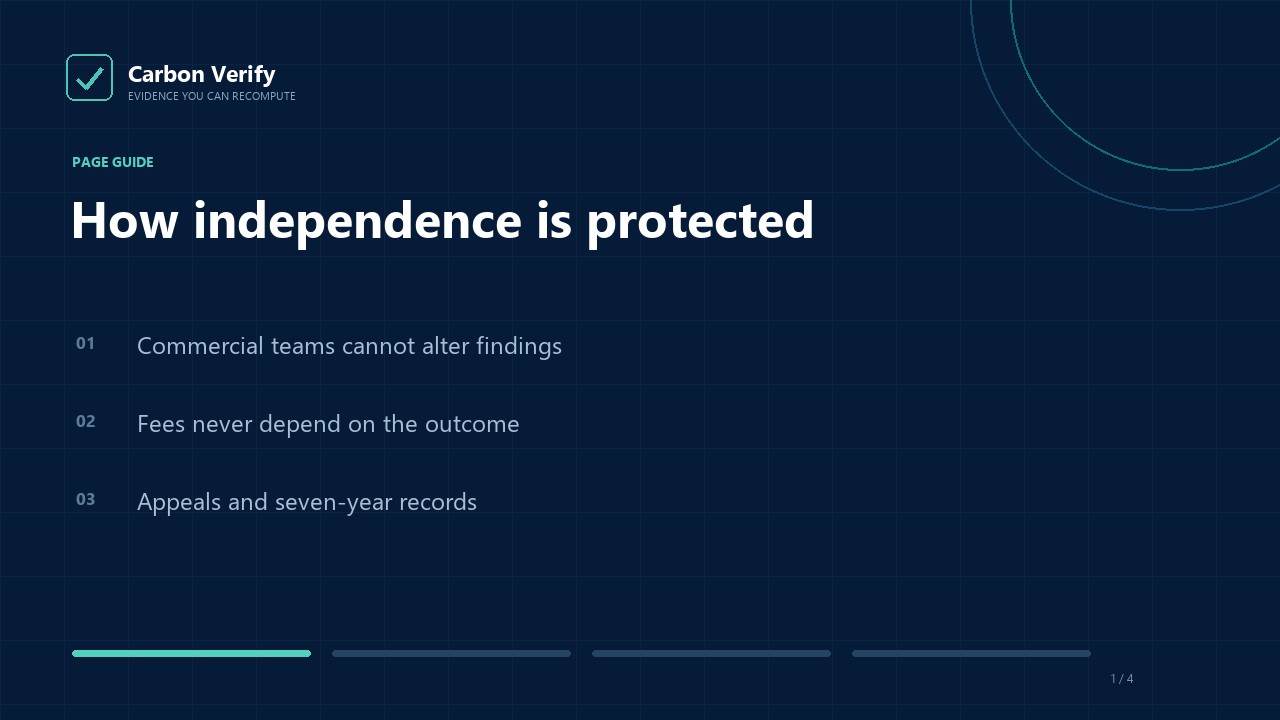 Carbon Verify
EVIDENCE YOU CAN RECOMPUTE
PAGE GUIDE
How independence is protected
01 Commercial teams cannot alter findings
02 Fees never depend on the outcome
03 Appeals and seven-year records
1 / 4